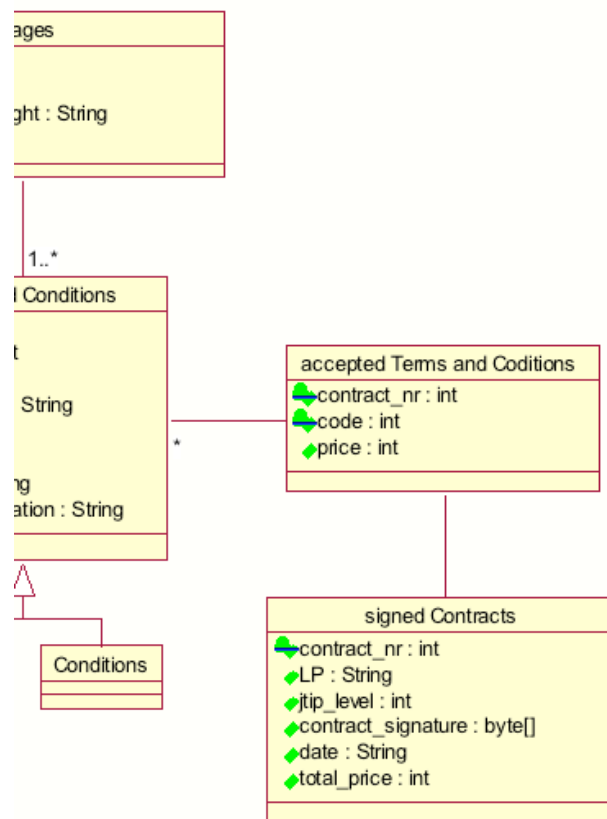 ages
ght : String
1..*
d Conditions
t
String
ng
ation : String
*
accepted Terms and Coditions
contract_nr : int
code : int
price : int
Conditions
signed Contracts
contract_nr : int
LP : String
jtip_level : int
contract_signature : byte[]
date : String
total_price : int